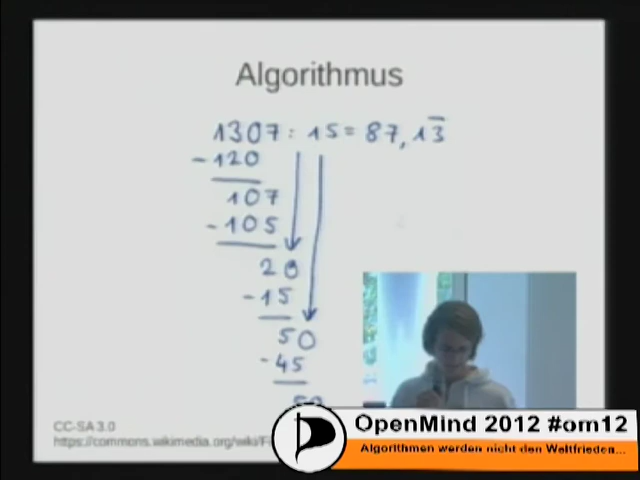 Algorithmus
1307 : 15 = 87,13̅
-120
107
-105
20
-15
50
-45
50
CC-SA 3.0
https://commons.wikimedia.org/wiki/F
OpenMind 2012 #om12
Algorithmen werden nicht den Weltfrieden...